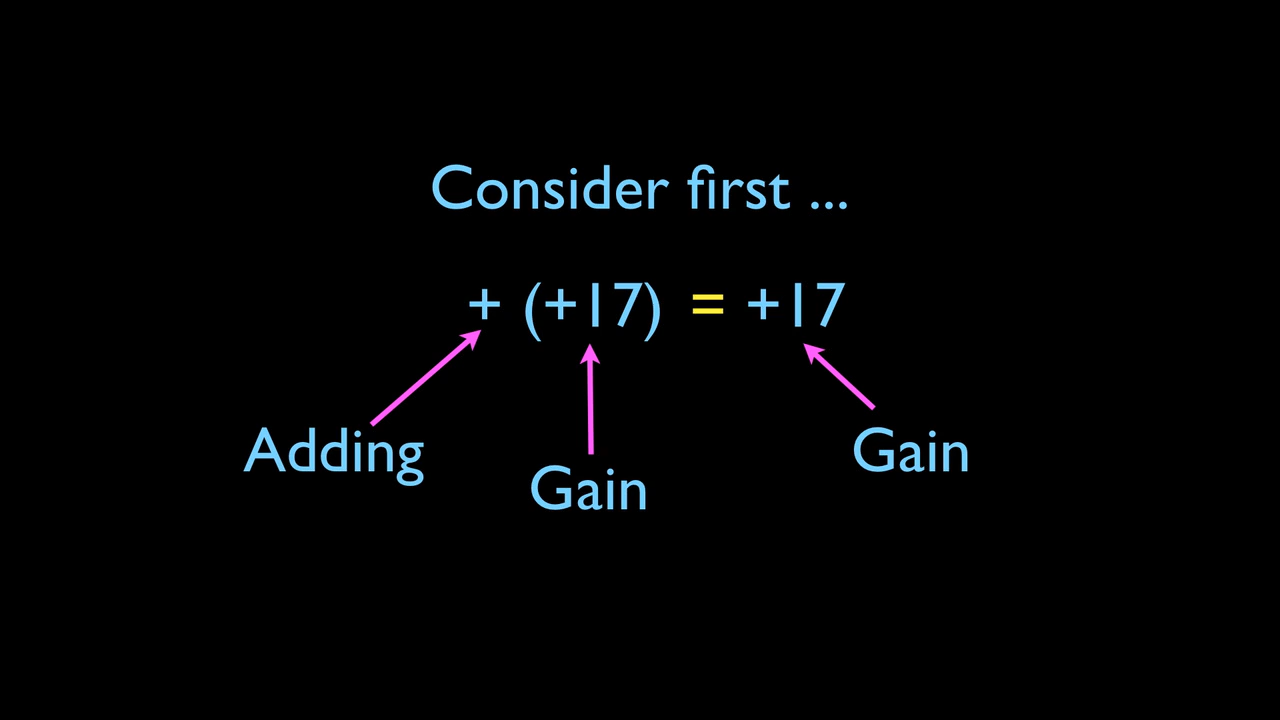 Consider first ...
+ (+17) = +17
Adding
Gain
Gain